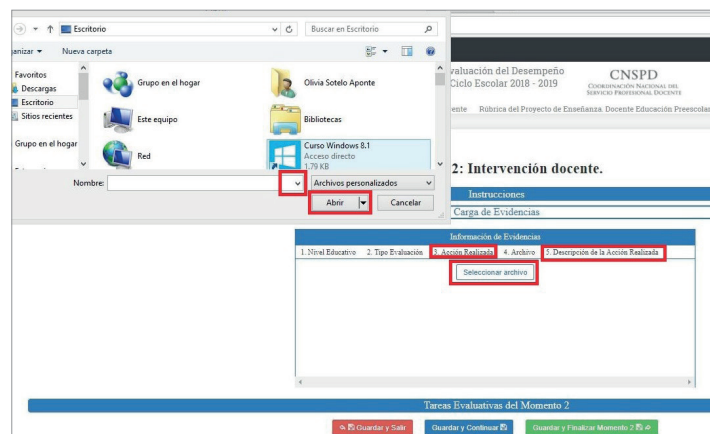 Escritorio
Buscar en Escritorio
Nueva carpeta
Favoritos
Descargas
Escritorio
Sitios recientes
Grupo en el hogar
Grupo en el hogar
Olivia Sotelo Aponte
Este equipo
Bibliotecas
Red
Curso Windows 8.1
Acceso directo
1.79 KB
Nombre:
Archivos personalizados
Abrir
Cancelar
valuación del Desempeño
Ciclo Escolar 2018 - 2019
CNSPD
COORDINACIÓN NACIONAL DEL
SERVICIO PROFESIONAL DOCENTE
ente Rúbrica del Proyecto de Enseñanza. Docente Educación Preescolar
2: Intervención docente.
Instrucciones
Carga de Evidencias
Información de Evidencias
1. Nivel Educativo 2. Tipo Evaluación 3. Acción Realizada 4. Archivo 5. Descripción de la Acción Realizada
Seleccionar archivo
Tareas Evaluativas del Momento 2
Guardar y Salir
Guardar y Continuar
Guardar y Finalizar Momento 2